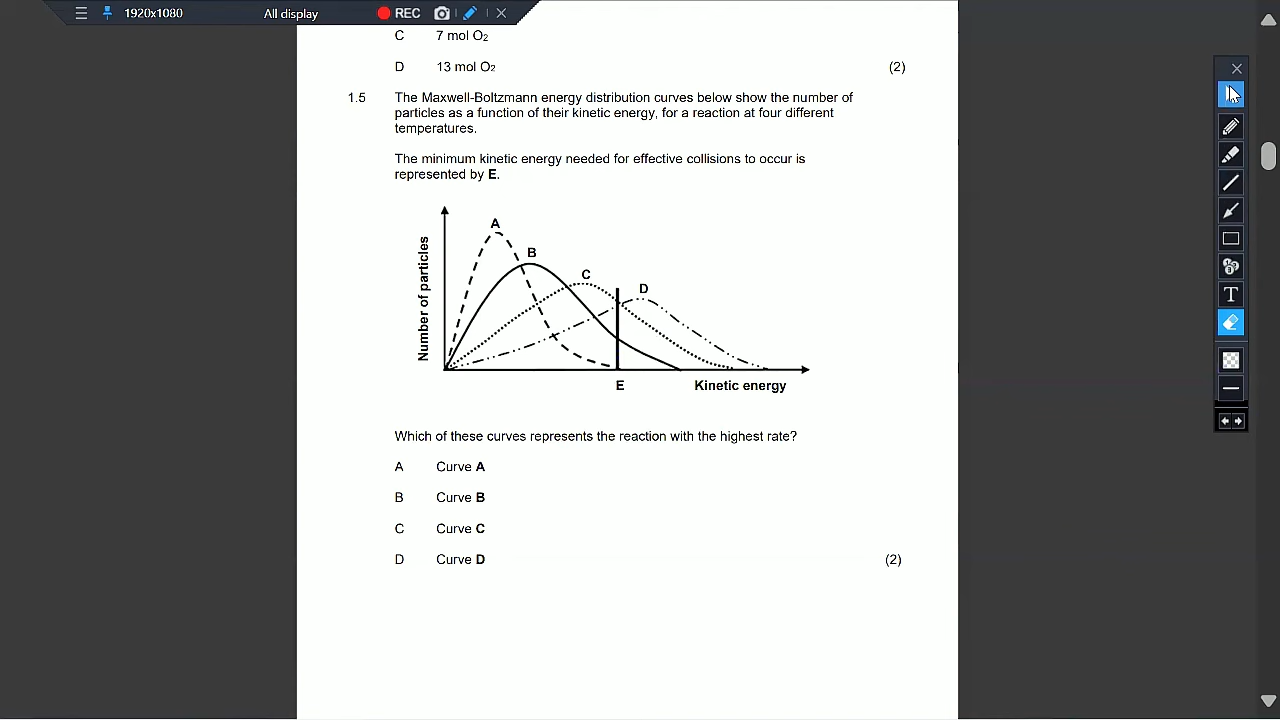 1920x1080 All display REC
C 7 mol O₂
D 13 mol O₂ (2)
1.5 The Maxwell-Boltzmann energy distribution curves below show the number of
particles as a function of their kinetic energy, for a reaction at four different
temperatures.
The minimum kinetic energy needed for effective collisions to occur is
represented by E.
Number of particles
A
B
C
D
E Kinetic energy
Which of these curves represents the reaction with the highest rate?
A Curve A
B Curve B
C Curve C
D Curve D (2)
T